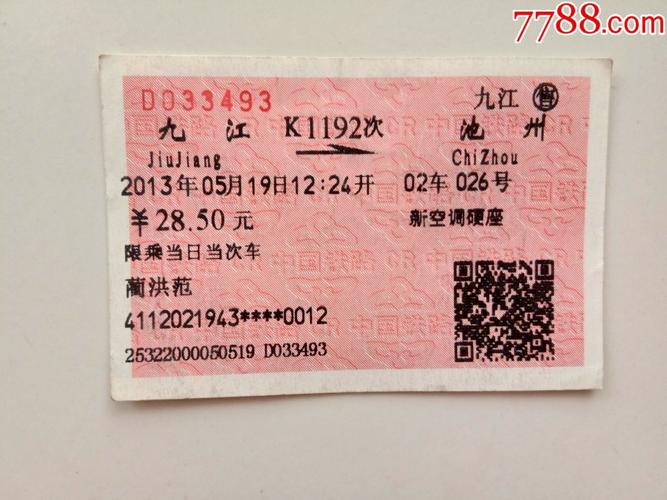 7788.com
D033493
九江 售
九江 K1192次 池州
JiuJiang ChiZhou
2013年05月19日12:24开 02车 026号
¥28.50元 新空调硬座
限乘当日当次车
蔺洪范
4112021943****0012
25322000050519 D033493